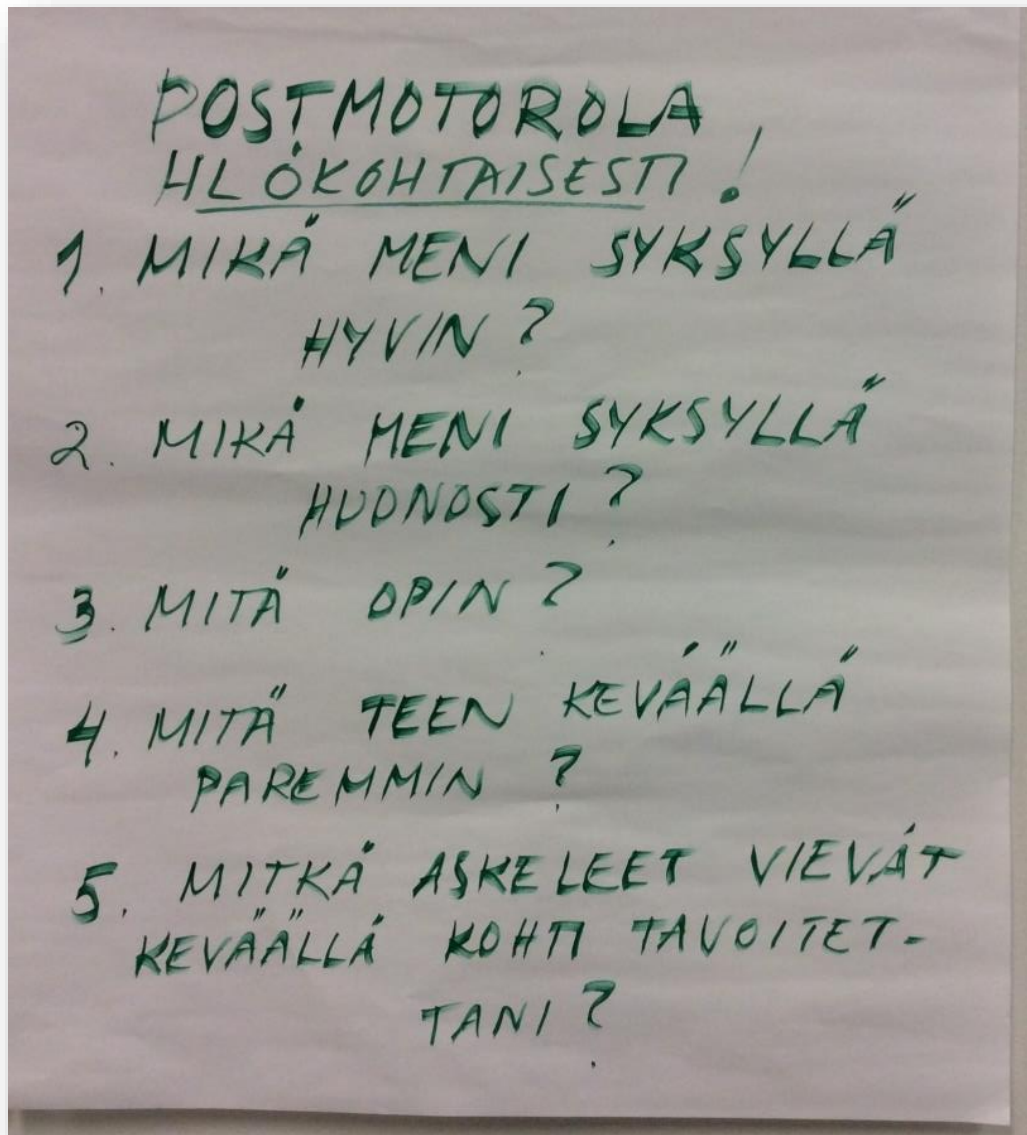 POSTMOTOROLA
HLÖKOHTAISESTI!
1. MIKÄ MENI SYKSYLLÄ
HYVIN?
2. MIKÄ MENI SYKSYLLÄ
HUONOSTI?
3. MITÄ OPIN?
4. MITÄ TEEN KEVÄÄLLÄ
PAREMMIN?
5. MITKÄ ASKELEET VIEVÄT
KEVÄÄLLÄ KOHTI TAVOITET-
TANI?